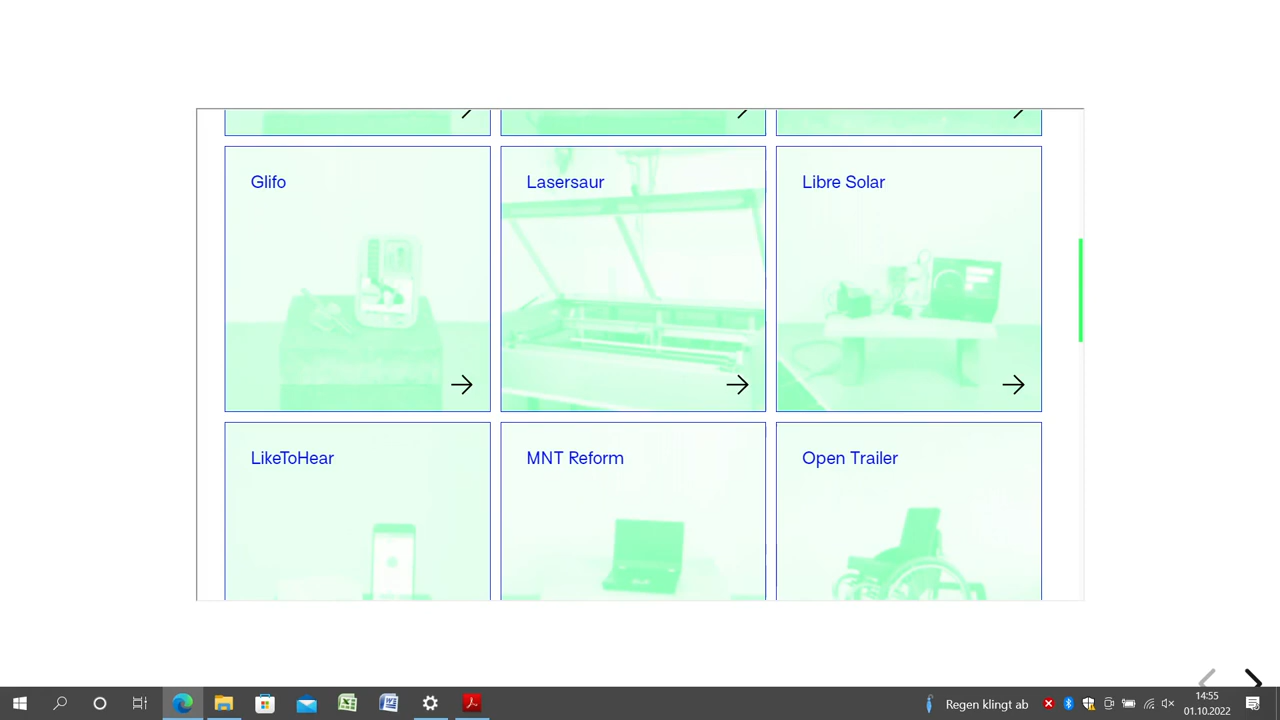 Glifo
Lasersaur
Libre Solar
LikeToHear
MNT Reform
Open Trailer
Regen klingt ab
14:55
01.10.2022